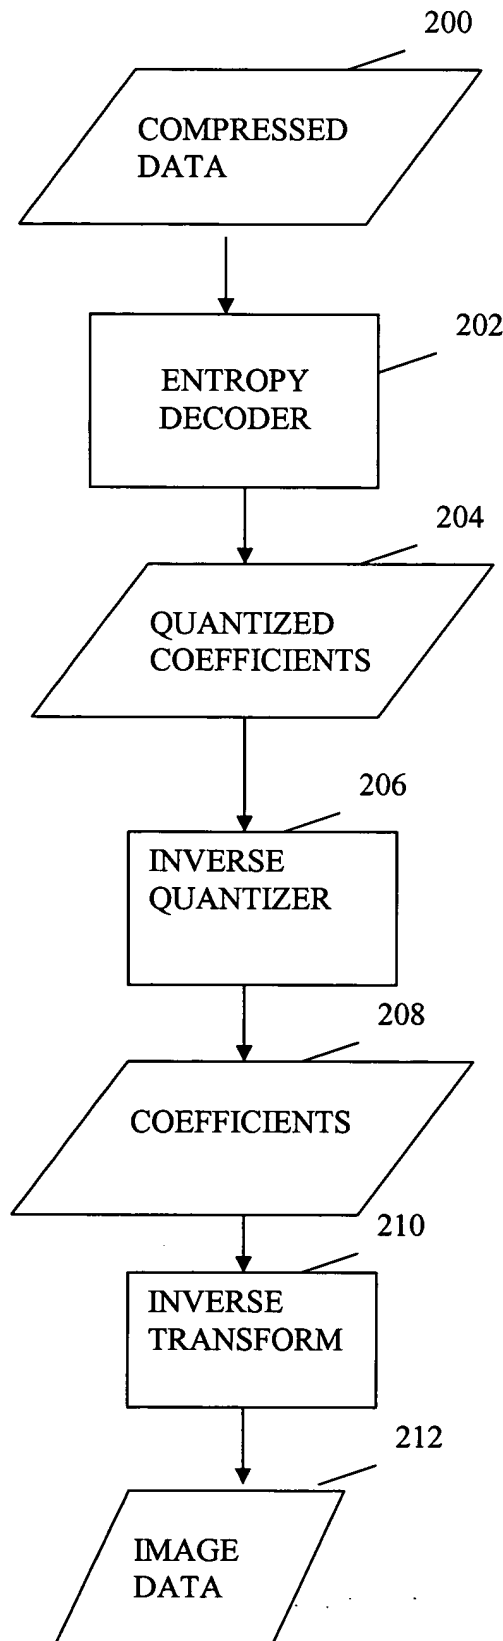 200
COMPRESSED
DATA
202
ENTROPY
DECODER
204
QUANTIZED
COEFFICIENTS
206
INVERSE
QUANTIZER
208
COEFFICIENTS
210
INVERSE
TRANSFORM
212
IMAGE
DATA